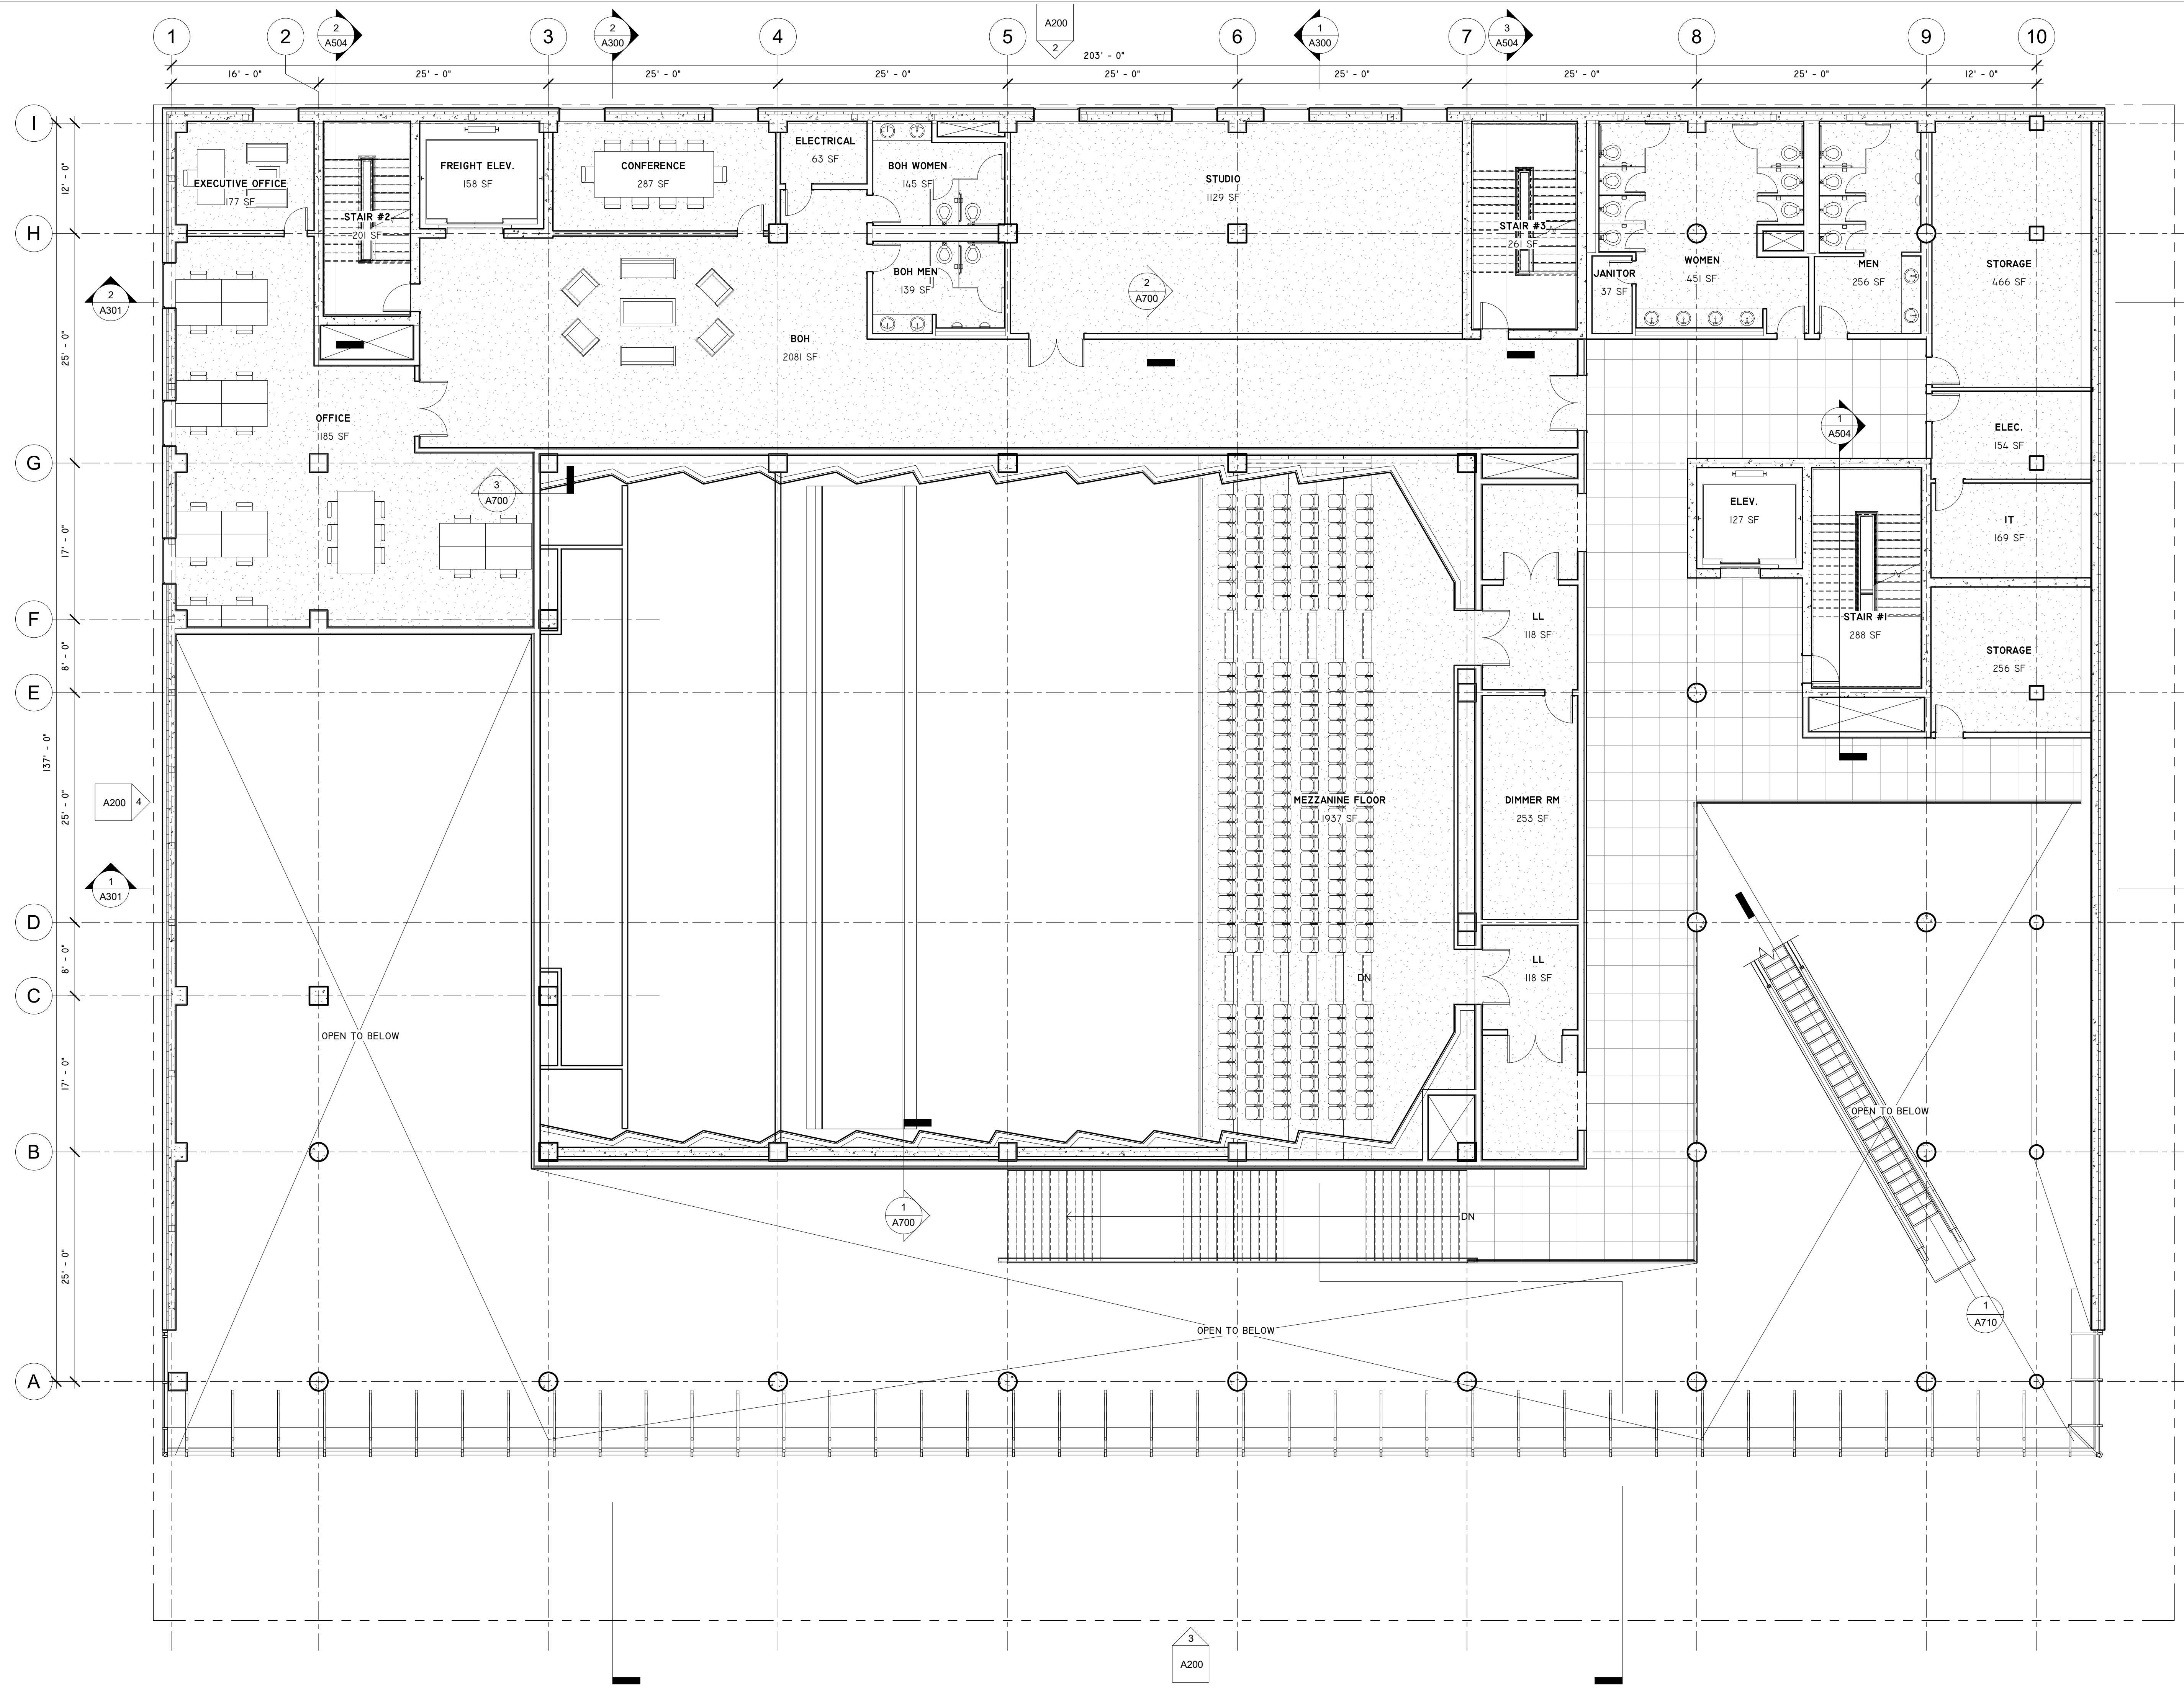 1
2
2
A504
3
2
A300
4
5
A200
2
6
1
A300
7
3
A504
8
9
10
203' - 0"
16' - 0"
25' - 0"
25' - 0"
25' - 0"
25' - 0"
25' - 0"
25' - 0"
25' - 0"
12' - 0"
I
H
G
F
E
D
C
B
A
12' - 0"
25' - 0"
17' - 0"
8' - 0"
137' - 0"
25' - 0"
8' - 0"
17' - 0"
25' - 0"
EXECUTIVE OFFICE
177 SF
STAIR #2
201 SF
FREIGHT ELEV.
158 SF
CONFERENCE
287 SF
ELECTRICAL
63 SF
BOH WOMEN
145 SF
BOH MEN
139 SF
STUDIO
1129 SF
STAIR #3
261 SF
JANITOR
37 SF
WOMEN
451 SF
MEN
256 SF
STORAGE
466 SF
2
A301
2
A700
BOH
2081 SF
OFFICE
1185 SF
1
A504
ELEC.
154 SF
3
A700
ELEV.
127 SF
IT
169 SF
LL
118 SF
STAIR #1
288 SF
STORAGE
256 SF
A200
4
MEZZANINE FLOOR
1937 SF
DIMMER RM
253 SF
1
A301
LL
118 SF
DN
OPEN TO BELOW
OPEN TO BELOW
1
A700
DN
OPEN TO BELOW
1
A710
3
A200